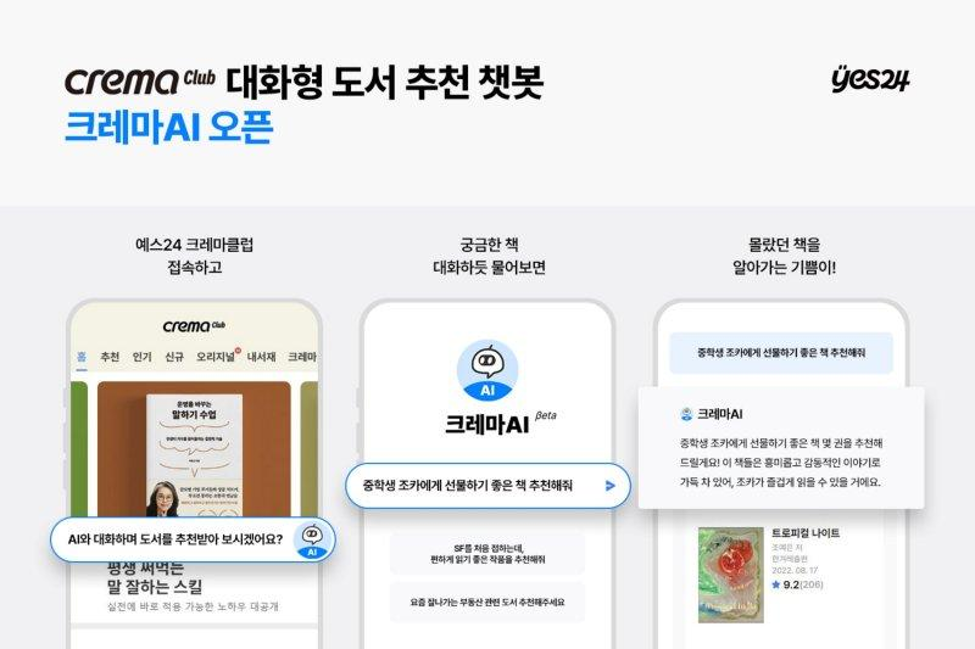 crema Club 대화형 도서 추천 챗봇
yes24
크레마AI 오픈
예스24 크레마클럽
접속하고
crema Club
홈 추천 인기 신규 오리지널 내서재 크레마
운명을 바꾸는
말하기 수업
AI와 대화하며 도서를 추천받아 보시겠어요?
AI
평생 써먹는
말 잘하는 스킬
실전에 바로 적용 가능한 노하우 대공개
궁금한 책
대화하듯 물어보면
AI
크레마AI βeta
중학생 조카에게 선물하기 좋은 책 추천해줘
SF를 처음 접하는데,
편하게 읽기 좋은 작품을 추천해줘
요즘 잘나가는 부동산 관련 도서 추천해주세요
몰랐던 책을
알아가는 기쁨이!
중학생 조카에게 선물하기 좋은 책 추천해줘
크레마AI
중학생 조카에게 선물하기 좋은 책 몇 권을 추천해
드릴게요! 이 책들은 흥미롭고 감동적인 이야기로
가득 차 있어, 조카가 즐겁게 읽을 수 있을 거에요.
트로피컬 나이트
조예은 저
한겨레출판
2022. 08. 17
9.2(206)